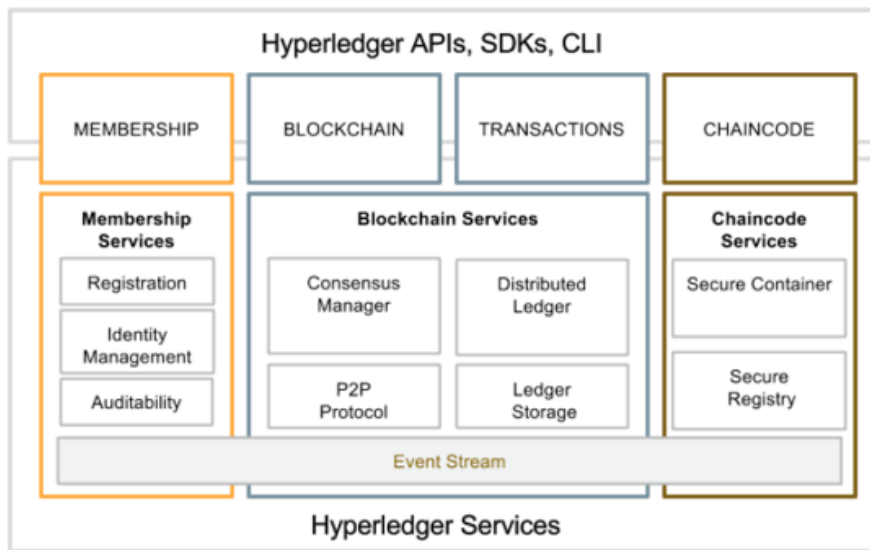 Hyperledger APIs, SDKs, CLI
MEMBERSHIP
BLOCKCHAIN
TRANSACTIONS
CHAINCODE
Membership
Services
Registration
Identity
Management
Auditability
Blockchain Services
Consensus
Manager
Distributed
Ledger
P2P
Protocol
Ledger
Storage
Chaincode
Services
Secure Container
Secure
Registry
Event Stream
Hyperledger Services